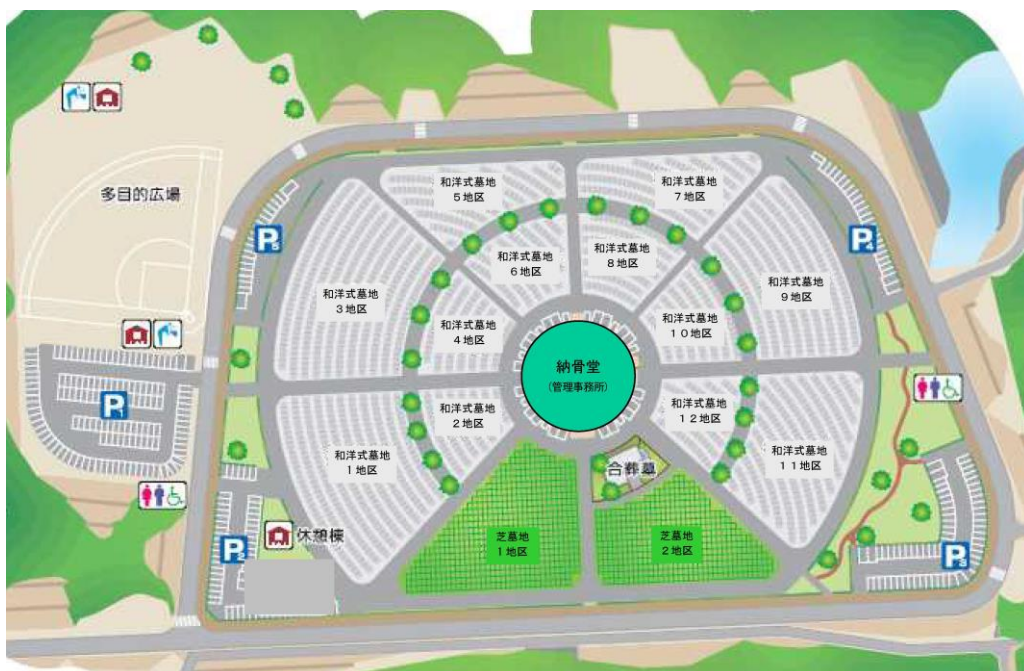 多目的広場
P5
P4
P1
P2
P3
和洋式墓地
5地区
和洋式墓地
7地区
和洋式墓地
6地区
和洋式墓地
8地区
和洋式墓地
3地区
和洋式墓地
9地区
和洋式墓地
4地区
和洋式墓地
10地区
納骨堂
(管理事務所)
和洋式墓地
2地区
和洋式墓地
12地区
和洋式墓地
1地区
和洋式墓地
11地区
合葬墓
休憩棟
芝墓地
1地区
芝墓地
2地区